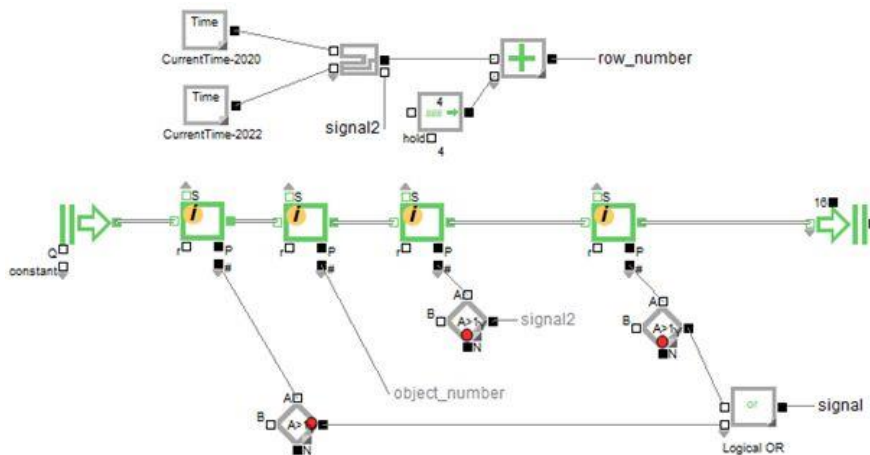 Time
CurrentTime-2020
Time
CurrentTime-2022
signal2
row_number
4
hold
4
S
S
S
S
16
i
i
i
i
Q
constant
r
P
#
r
P
#
r
P
#
r
P
#
A
B
A>1
Y
N
signal2
A
B
A>1
Y
N
object_number
A
B
A>
N
or
signal
Logical OR